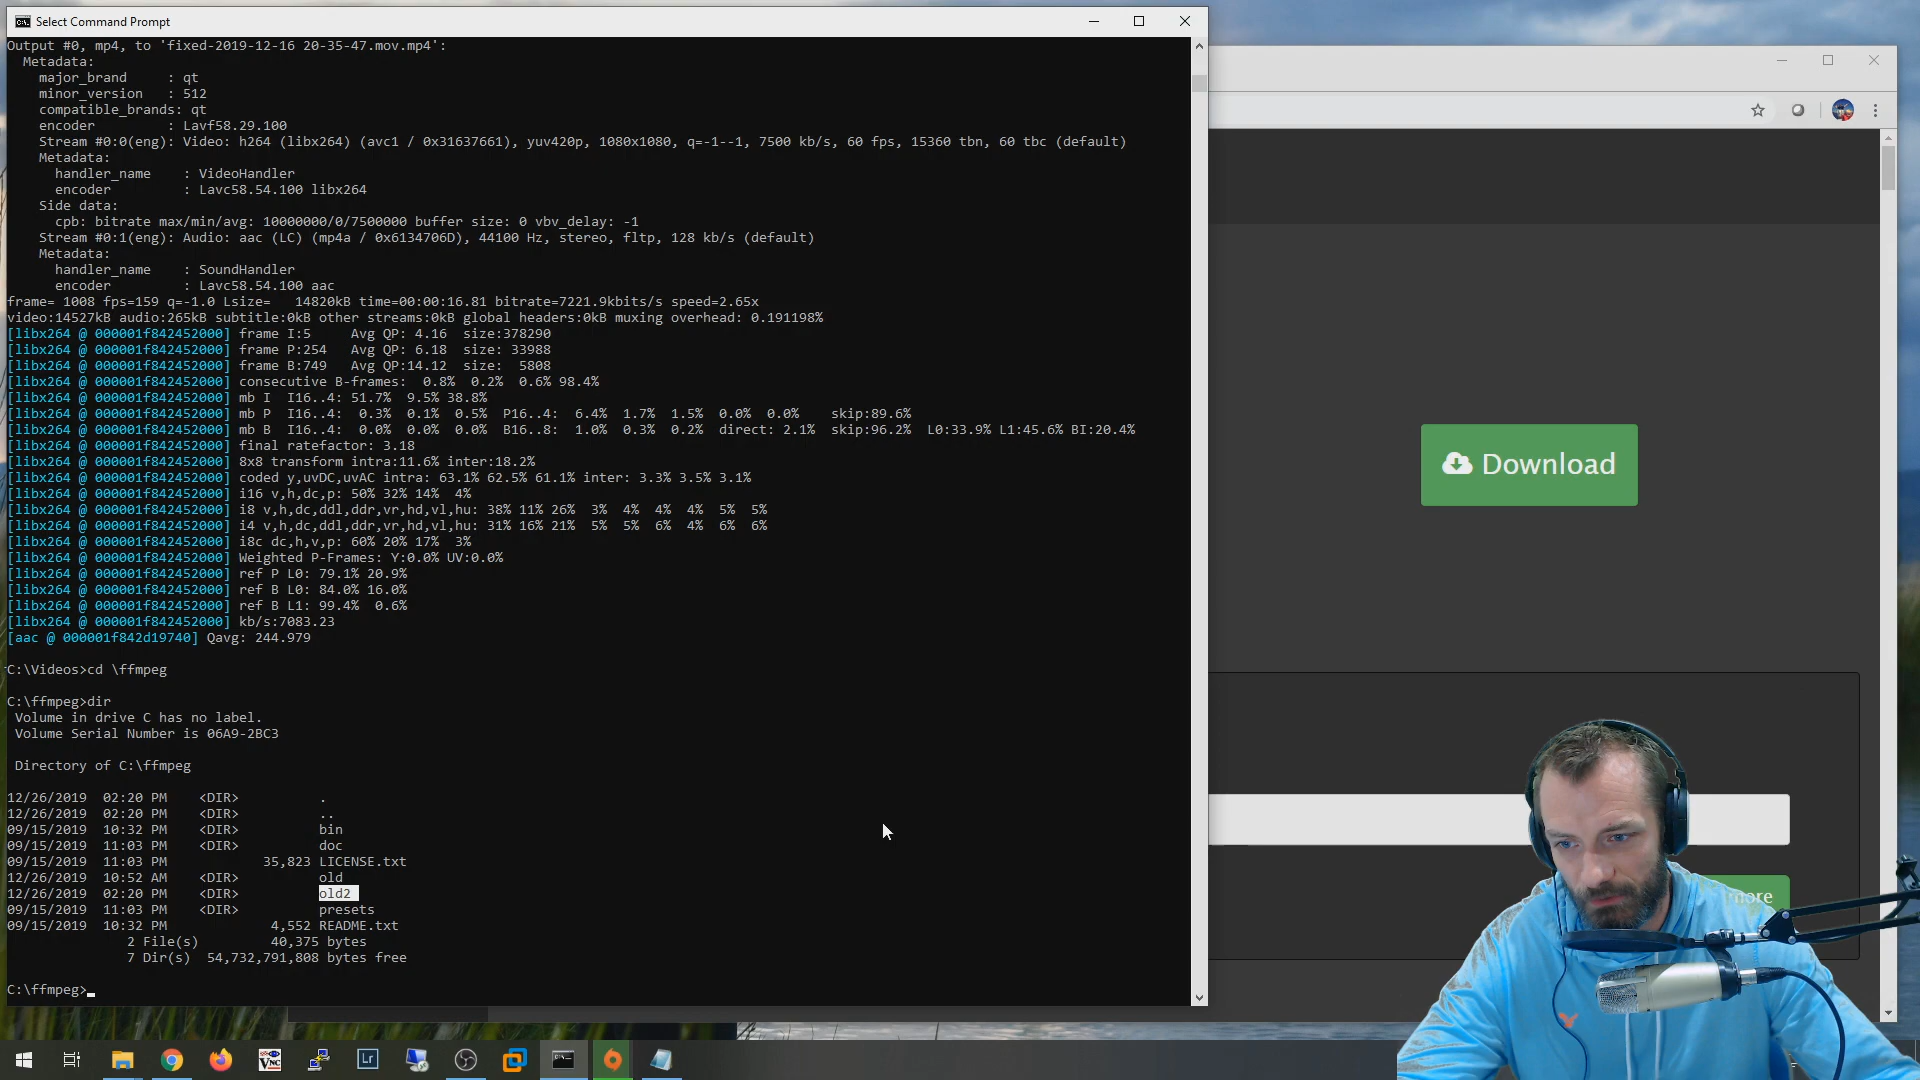 Select Command Prompt
Output #0, mp4, to 'fixed-2019-12-16 20-35-47.mov.mp4':
Metadata:
major_brand : qt
minor_version : 512
compatible_brands: qt
encoder : Lavf58.29.100
Stream #0:0(eng): Video: h264 (libx264) (avc1 / 0x31637661), yuv420p, 1080x1080, q=-1--1, 7500 kb/s, 60 fps, 15360 tbn, 60 tbc (default)
Metadata:
handler_name : VideoHandler
encoder : Lavc58.54.100 libx264
Side data:
cpb: bitrate max/min/avg: 10000000/0/7500000 buffer size: 0 vbv_delay: -1
Stream #0:1(eng): Audio: aac (LC) (mp4a / 0x6134706D), 44100 Hz, stereo, fltp, 128 kb/s (default)
Metadata:
handler_name : SoundHandler
encoder : Lavc58.54.100 aac
frame= 1008 fps=159 q=-1.0 Lsize= 14820kB time=00:00:16.81 bitrate=7221.9kbits/s speed=2.65x
video:14527kB audio:265kB subtitle:0kB other streams:0kB global headers:0kB muxing overhead: 0.191198%
[libx264 @ 000001f842452000] frame I:5 Avg QP: 4.16 size:378290
[libx264 @ 000001f842452000] frame P:254 Avg QP: 6.18 size: 33988
[libx264 @ 000001f842452000] frame B:749 Avg QP:14.12 size: 5808
[libx264 @ 000001f842452000] consecutive B-frames: 0.8% 0.2% 0.6% 98.4%
[libx264 @ 000001f842452000] mb I I16..4: 51.7% 9.5% 38.8%
[libx264 @ 000001f842452000] mb P I16..4: 0.3% 0.1% 0.5% P16..4: 6.4% 1.7% 1.5% 0.0% 0.0% skip:89.6%
[libx264 @ 000001f842452000] mb B I16..4: 0.0% 0.0% 0.0% B16..8: 1.0% 0.3% 0.2% direct: 2.1% skip:96.2% L0:33.9% L1:45.6% BI:20.4%
[libx264 @ 000001f842452000] final ratefactor: 3.18
[libx264 @ 000001f842452000] 8x8 transform intra:11.6% inter:18.2%
[libx264 @ 000001f842452000] coded y,uvDC,uvAC intra: 63.1% 62.5% 61.1% inter: 3.3% 3.5% 3.1%
[libx264 @ 000001f842452000] i16 v,h,dc,p: 50% 32% 14% 4%
[libx264 @ 000001f842452000] i8 v,h,dc,ddl,ddr,vr,hd,vl,hu: 38% 11% 26% 3% 4% 4% 4% 5% 5%
[libx264 @ 000001f842452000] i4 v,h,dc,ddl,ddr,vr,hd,vl,hu: 31% 16% 21% 5% 5% 6% 4% 6% 6%
[libx264 @ 000001f842452000] i8c dc,h,v,p: 60% 20% 17% 3%
[libx264 @ 000001f842452000] Weighted P-Frames: Y:0.0% UV:0.0%
[libx264 @ 000001f842452000] ref P L0: 79.1% 20.9%
[libx264 @ 000001f842452000] ref B L0: 84.0% 16.0%
[libx264 @ 000001f842452000] ref B L1: 99.4% 0.6%
[libx264 @ 000001f842452000] kb/s:7083.23
[aac @ 000001f842d19740] Qavg: 244.979
C:\Videos>cd \ffmpeg
C:\ffmpeg>dir
Volume in drive C has no label.
Volume Serial Number is 06A9-2BC3
Directory of C:\ffmpeg
12/26/2019 02:20 PM <DIR> .
12/26/2019 02:20 PM <DIR> ..
09/15/2019 10:32 PM <DIR> bin
09/15/2019 11:03 PM <DIR> doc
09/15/2019 11:03 PM 35,823 LICENSE.txt
12/26/2019 10:52 AM <DIR> old
12/26/2019 02:20 PM <DIR> old2
09/15/2019 11:03 PM <DIR> presets
09/15/2019 10:32 PM 4,552 README.txt
2 File(s) 40,375 bytes
7 Dir(s) 54,732,791,808 bytes free
C:\ffmpeg>_
Download
more
Lr